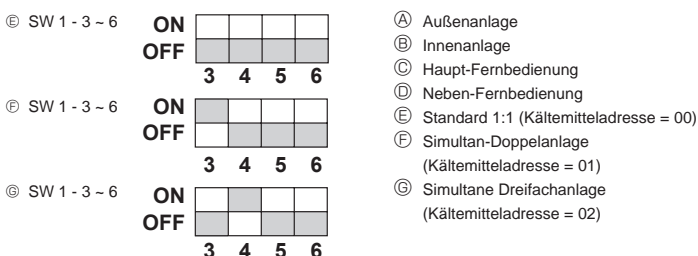 Ⓔ SW 1 - 3 ~ 6
ON
OFF
3 4 5 6
Ⓕ SW 1 - 3 ~ 6
ON
OFF
3 4 5 6
Ⓖ SW 1 - 3 ~ 6
ON
OFF
3 4 5 6
Ⓐ Außenanlage
Ⓑ Innenanlage
Ⓒ Haupt-Fernbedienung
Ⓓ Neben-Fernbedienung
Ⓔ Standard 1:1 (Kältemitteladresse = 00)
Ⓕ Simultan-Doppelanlage
(Kältemitteladresse = 01)
Ⓖ Simultane Dreifachanlage
(Kältemitteladresse = 02)